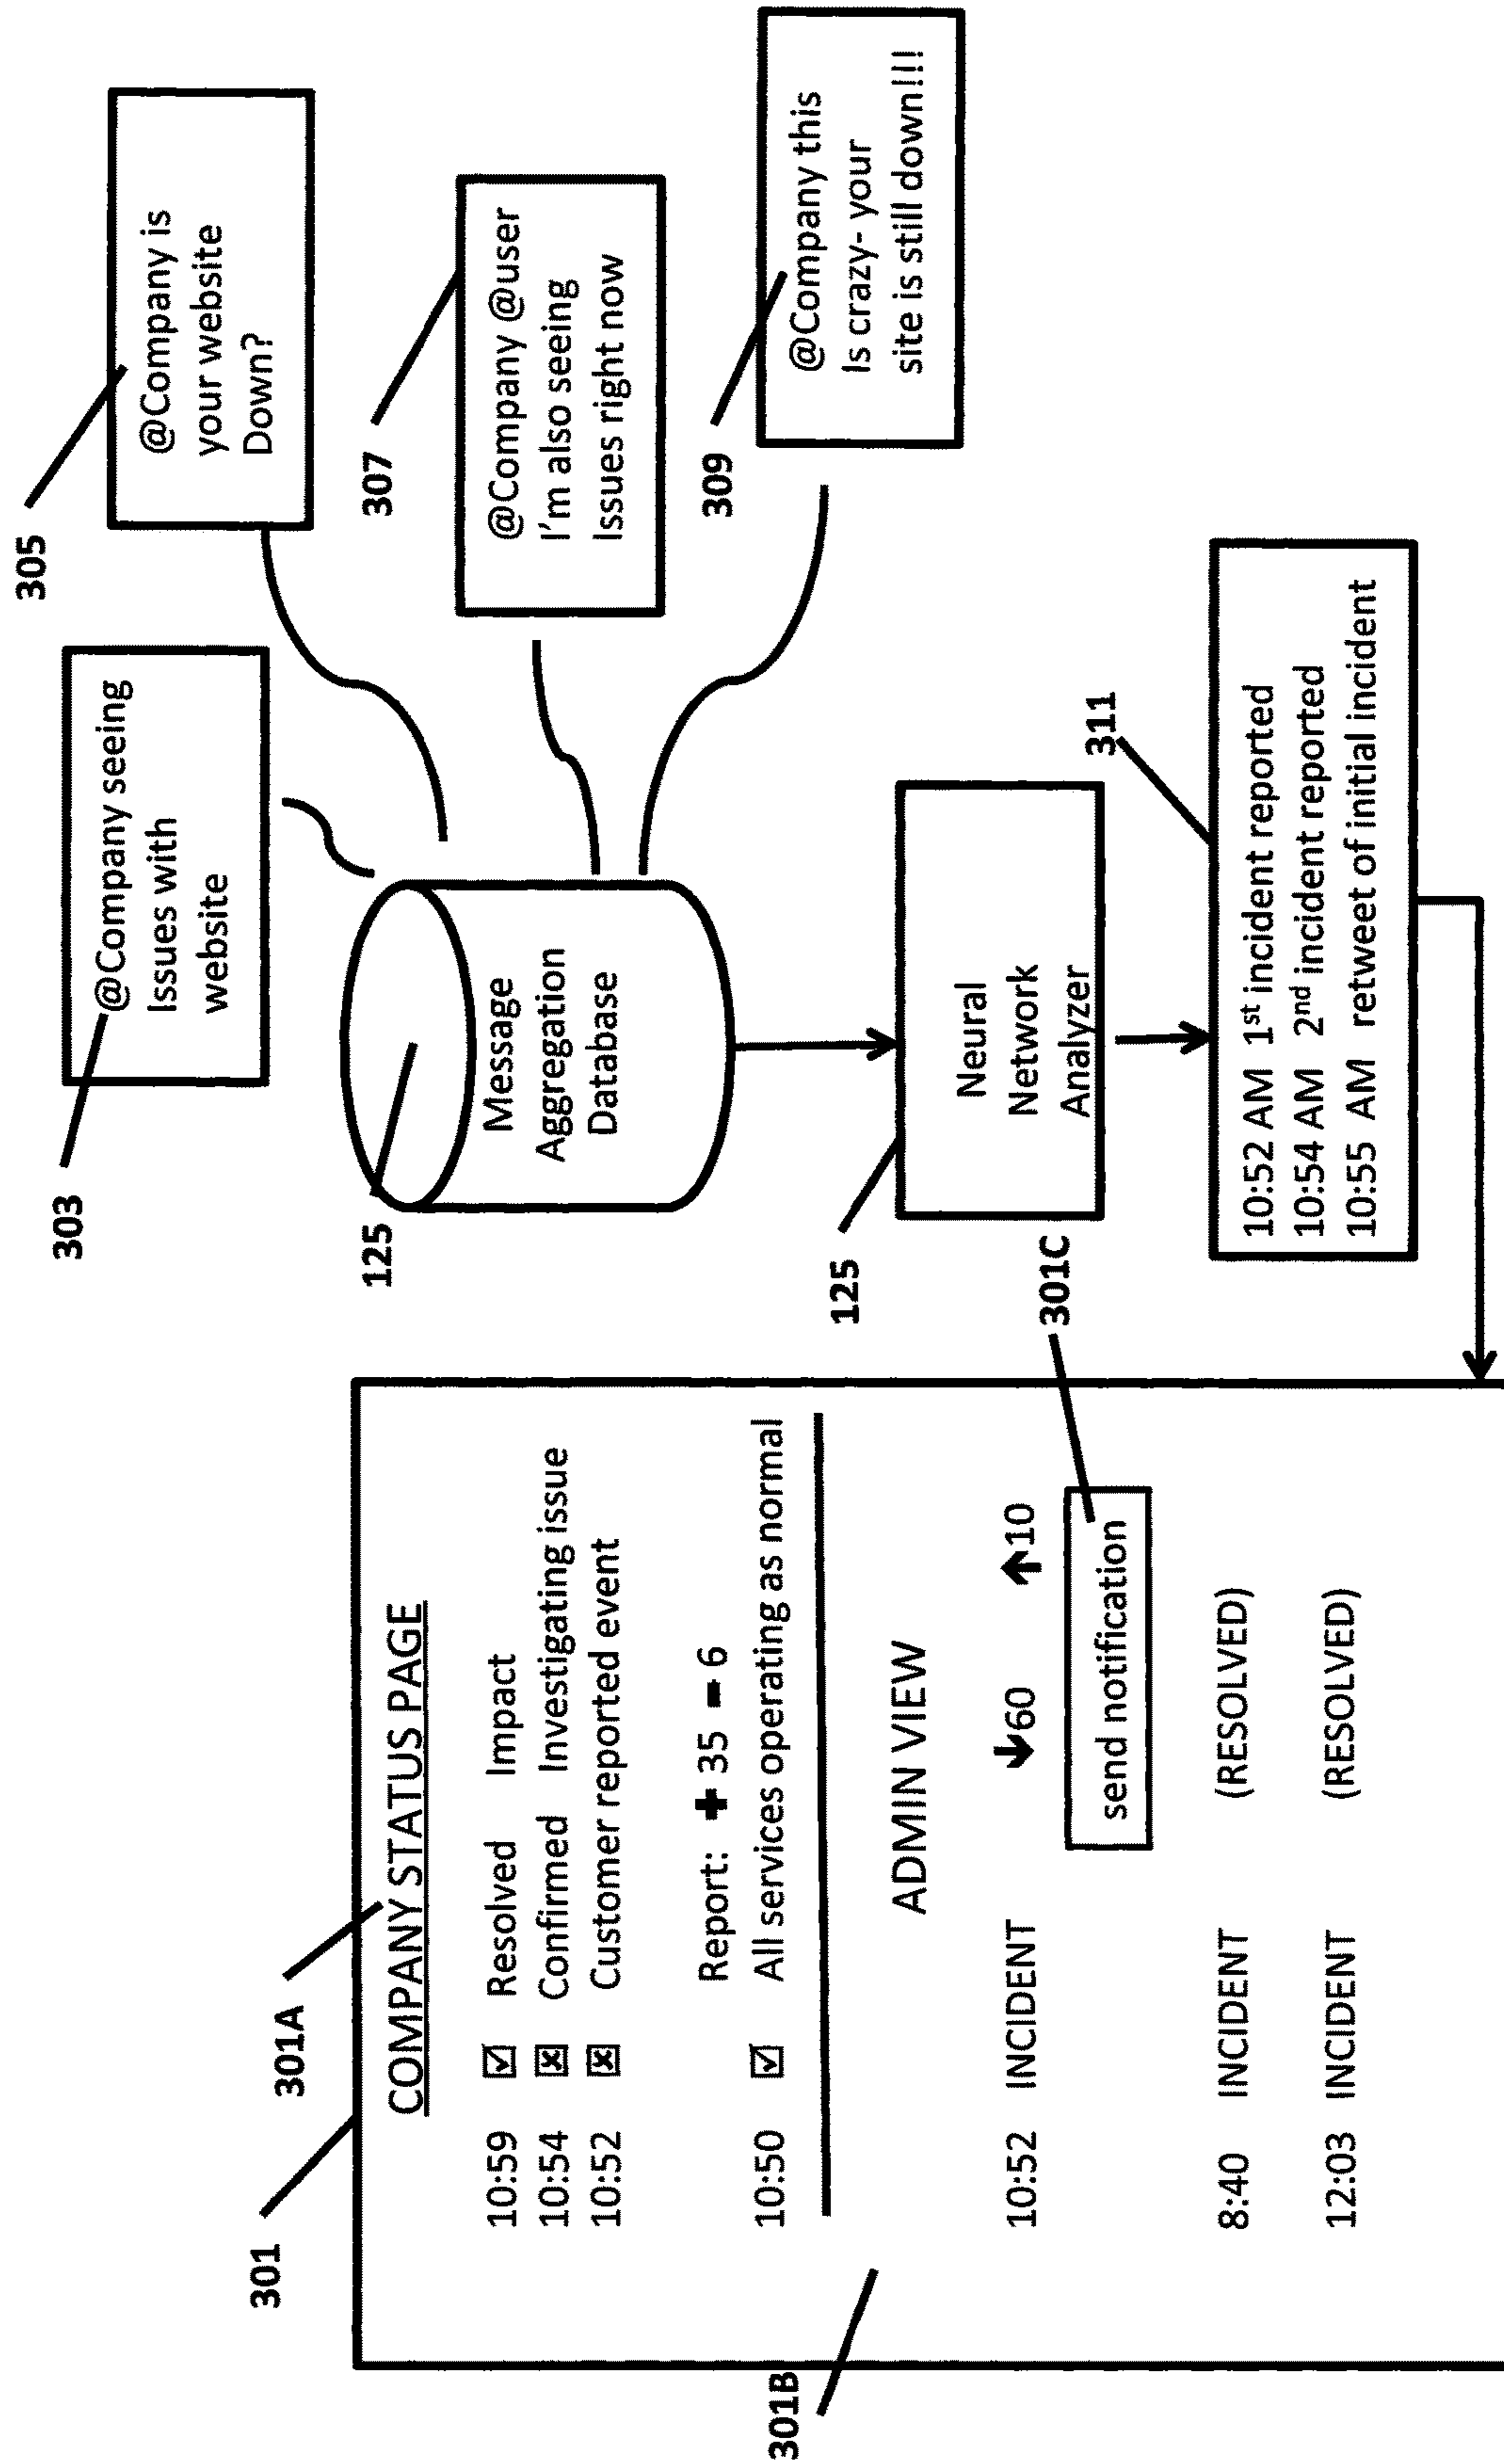 301
301A
COMPANY STATUS PAGE
10:59 ☑ Resolved Impact
10:54 ☒ Confirmed Investigating issue
10:52 ☒ Customer reported event
Report: + 35 - 6
10:50 ☑ All services operating as normal
301B
ADMIN VIEW
10:52 INCIDENT ↓60 ↑10
send notification
301C
8:40 INCIDENT (RESOLVED)
12:03 INCIDENT (RESOLVED)
303
@Company seeing
Issues with
website
305
@Company is
your website
Down?
307
@Company @user
I'm also seeing
Issues right now
309
@Company this
Is crazy- your
site is still down!!!
125
Message
Aggregation
Database
125
Neural
Network
Analyzer
311
10:52 AM 1st incident reported
10:54 AM 2nd incident reported
10:55 AM retweet of initial incident